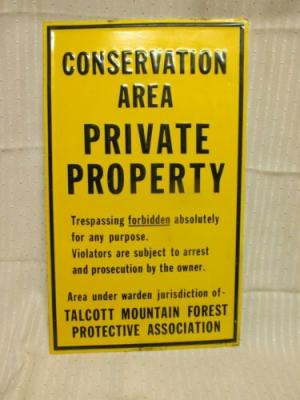 CONSERVATION
AREA
PRIVATE
PROPERTY
Trespassing forbidden absolutely
for any purpose.
Violators are subject to arrest
and prosecution by the owner.
Area under warden jurisdiction of-
TALCOTT MOUNTAIN FOREST
PROTECTIVE ASSOCIATION